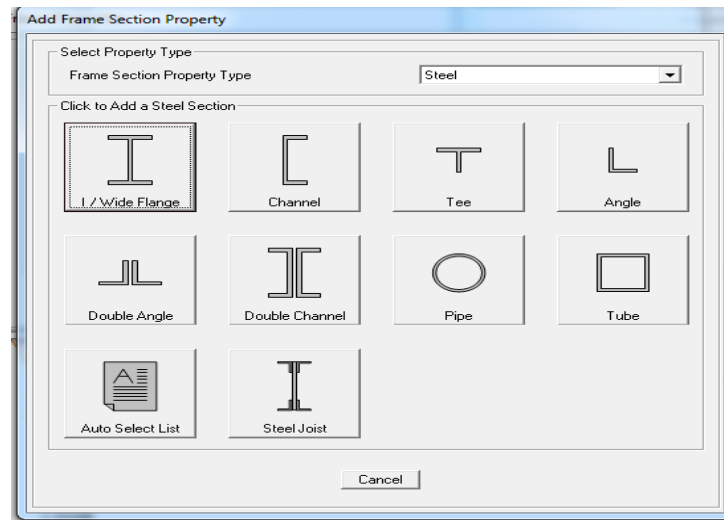 Add Frame Section Property
Select Property Type
Frame Section Property Type
Steel
Click to Add a Steel Section
I / Wide Flange
Channel
Tee
Angle
Double Angle
Double Channel
Pipe
Tube
A
Auto Select List
Steel Joist
Cancel